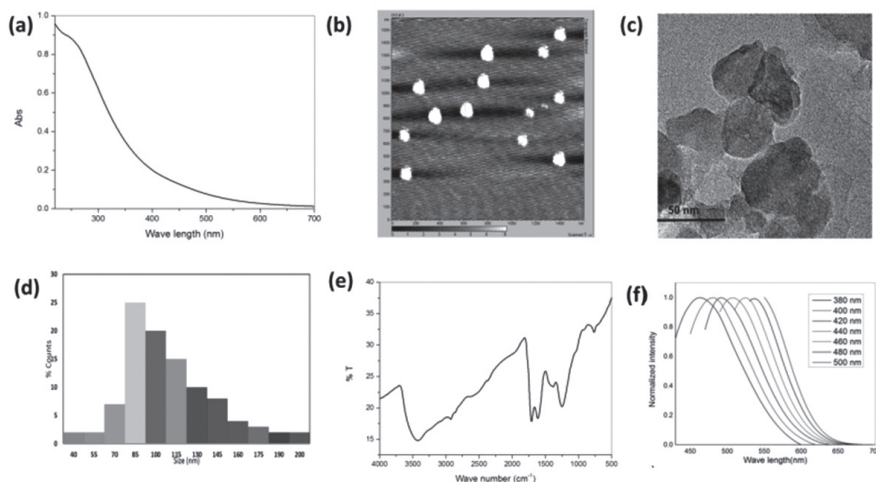 (a)
1.0
0.8
0.6
0.4
0.2
0.0
Abs
300 400 500 600 700
Wave length (nm)
(b)
(c)
50 nm
(d)
30
25
20
15
10
5
0
% Counts
40 55 70 85 100 115 130 145 160 175 190 200
Size (nm)
(e)
40
35
30
25
20
15
% T
4000 3500 3000 2500 2000 1500 1000 500
Wave number (cm⁻¹)
(f)
1.0
0.8
0.6
0.4
0.2
0.0
Normalized intensity
380 nm
400 nm
420 nm
440 nm
460 nm
480 nm
500 nm
450 500 550 600 650 700
Wave length(nm)